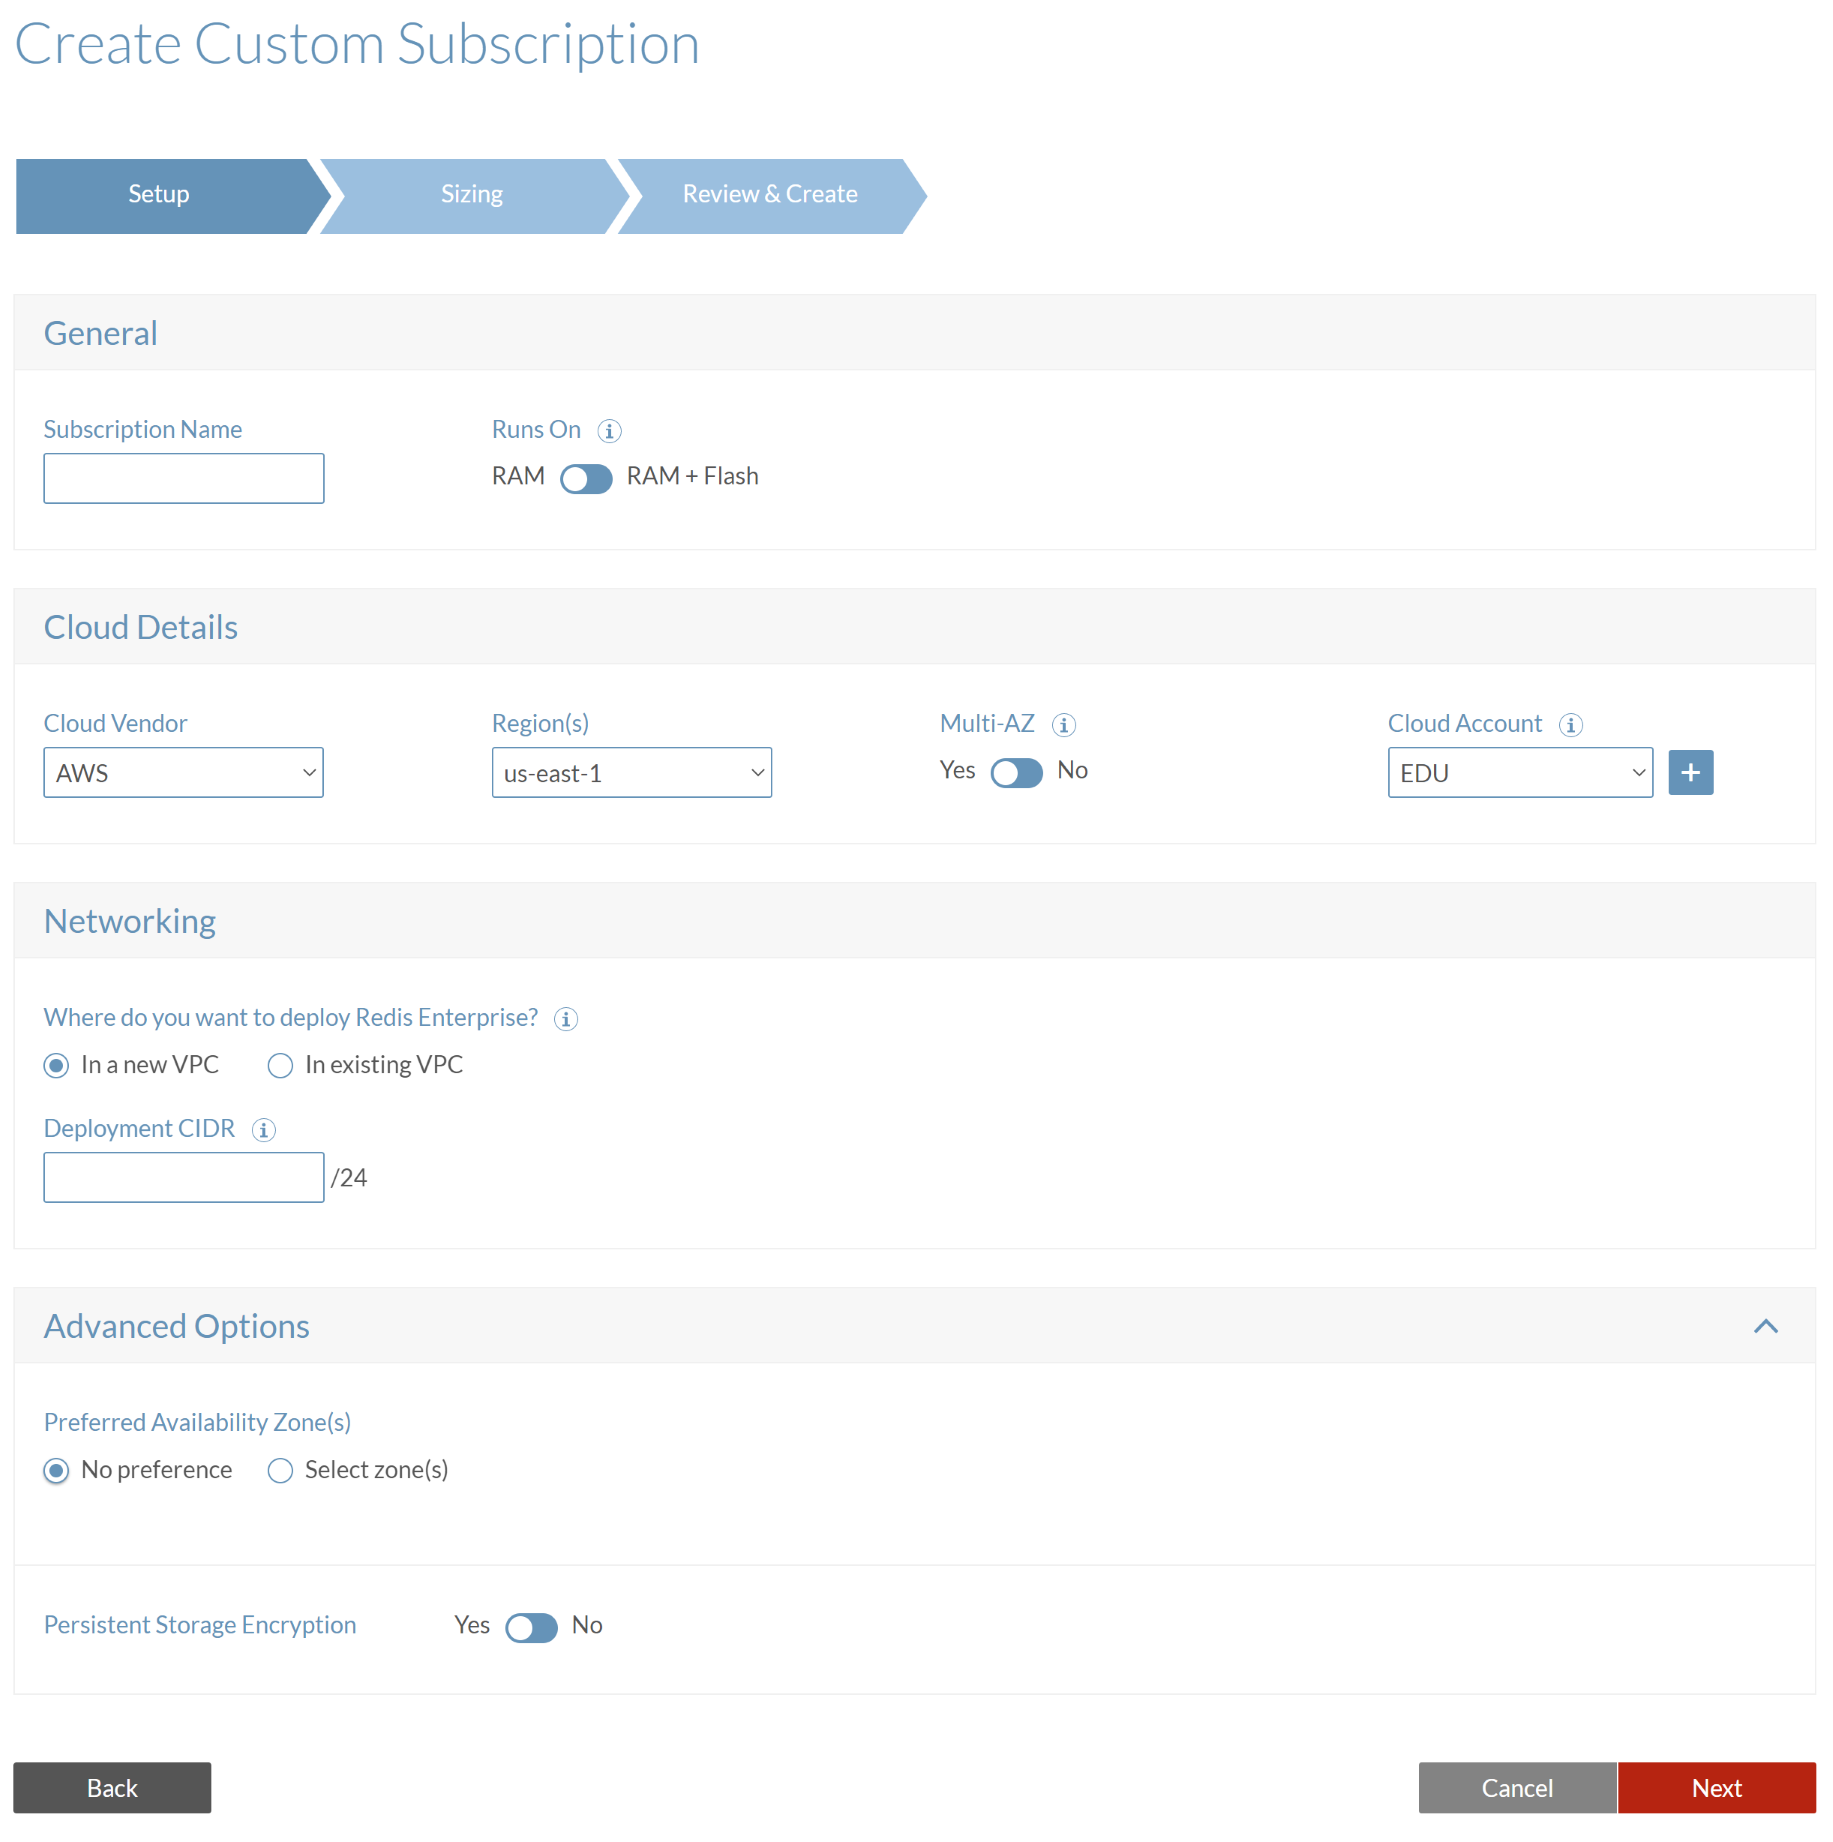 Create Custom Subscription
Setup
Sizing
Review & Create
General
Subscription Name
Runs On
RAM
RAM + Flash
Cloud Details
Cloud Vendor
Region(s)
Multi-AZ
Cloud Account
AWS
us-east-1
Yes
No
EDU
+
Networking
Where do you want to deploy Redis Enterprise?
In a new VPC
In existing VPC
Deployment CIDR
/24
Advanced Options
Preferred Availability Zone(s)
No preference
Select zone(s)
Persistent Storage Encryption
Yes
No
Back
Cancel
Next